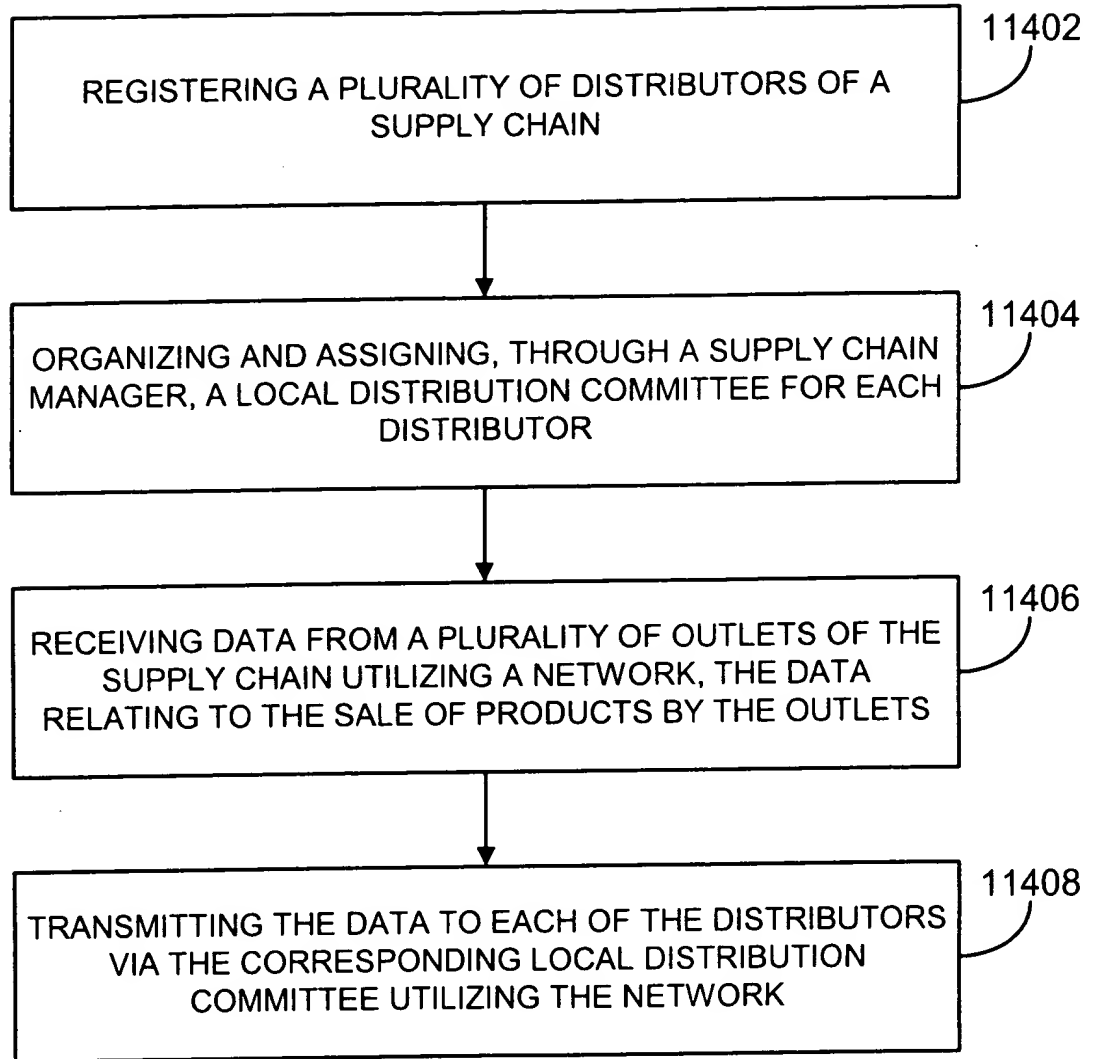 11402
REGISTERING A PLURALITY OF DISTRIBUTORS OF A
SUPPLY CHAIN
11404
ORGANIZING AND ASSIGNING, THROUGH A SUPPLY CHAIN
MANAGER, A LOCAL DISTRIBUTION COMMITTEE FOR EACH
DISTRIBUTOR
11406
RECEIVING DATA FROM A PLURALITY OF OUTLETS OF THE
SUPPLY CHAIN UTILIZING A NETWORK, THE DATA
RELATING TO THE SALE OF PRODUCTS BY THE OUTLETS
11408
TRANSMITTING THE DATA TO EACH OF THE DISTRIBUTORS
VIA THE CORRESPONDING LOCAL DISTRIBUTION
COMMITTEE UTILIZING THE NETWORK